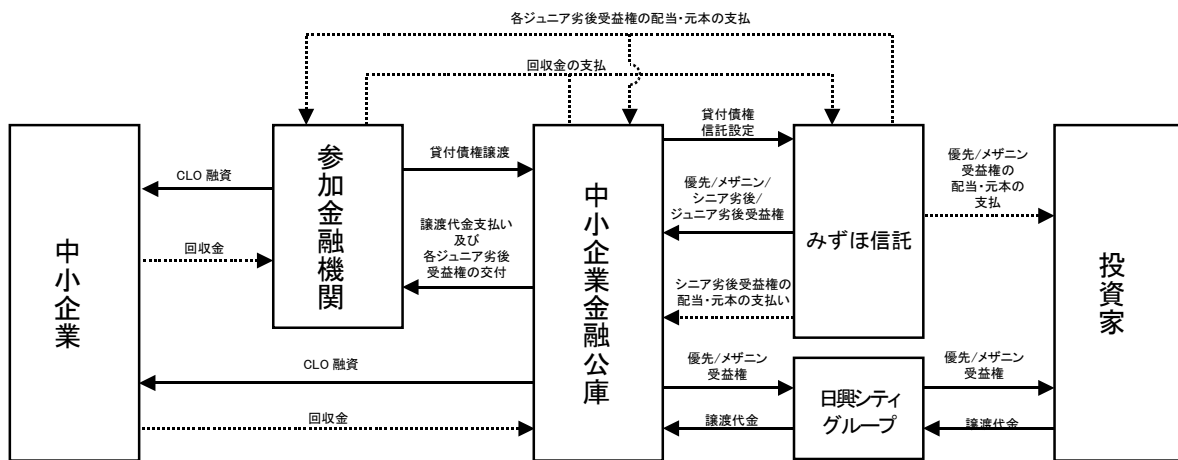 各ジュニア劣後受益権の配当・元本の支払
回収金の支払
中小企業
CLO 融資
回収金
参加金融機関
貸付債権譲渡
譲渡代金支払い
及び
各ジュニア劣後
受益権の交付
CLO 融資
回収金
中小企業金融公庫
貸付債権
信託設定
優先/メザニン/
シニア劣後/
ジュニア劣後受益権
シニア劣後受益権の
配当・元本の支払い
優先/メザニン
受益権
譲渡代金
みずほ信託
日興シティ
グループ
優先/メザニン
受益権の
配当・元本の
支払
優先/メザニン
受益権
譲渡代金
投資家